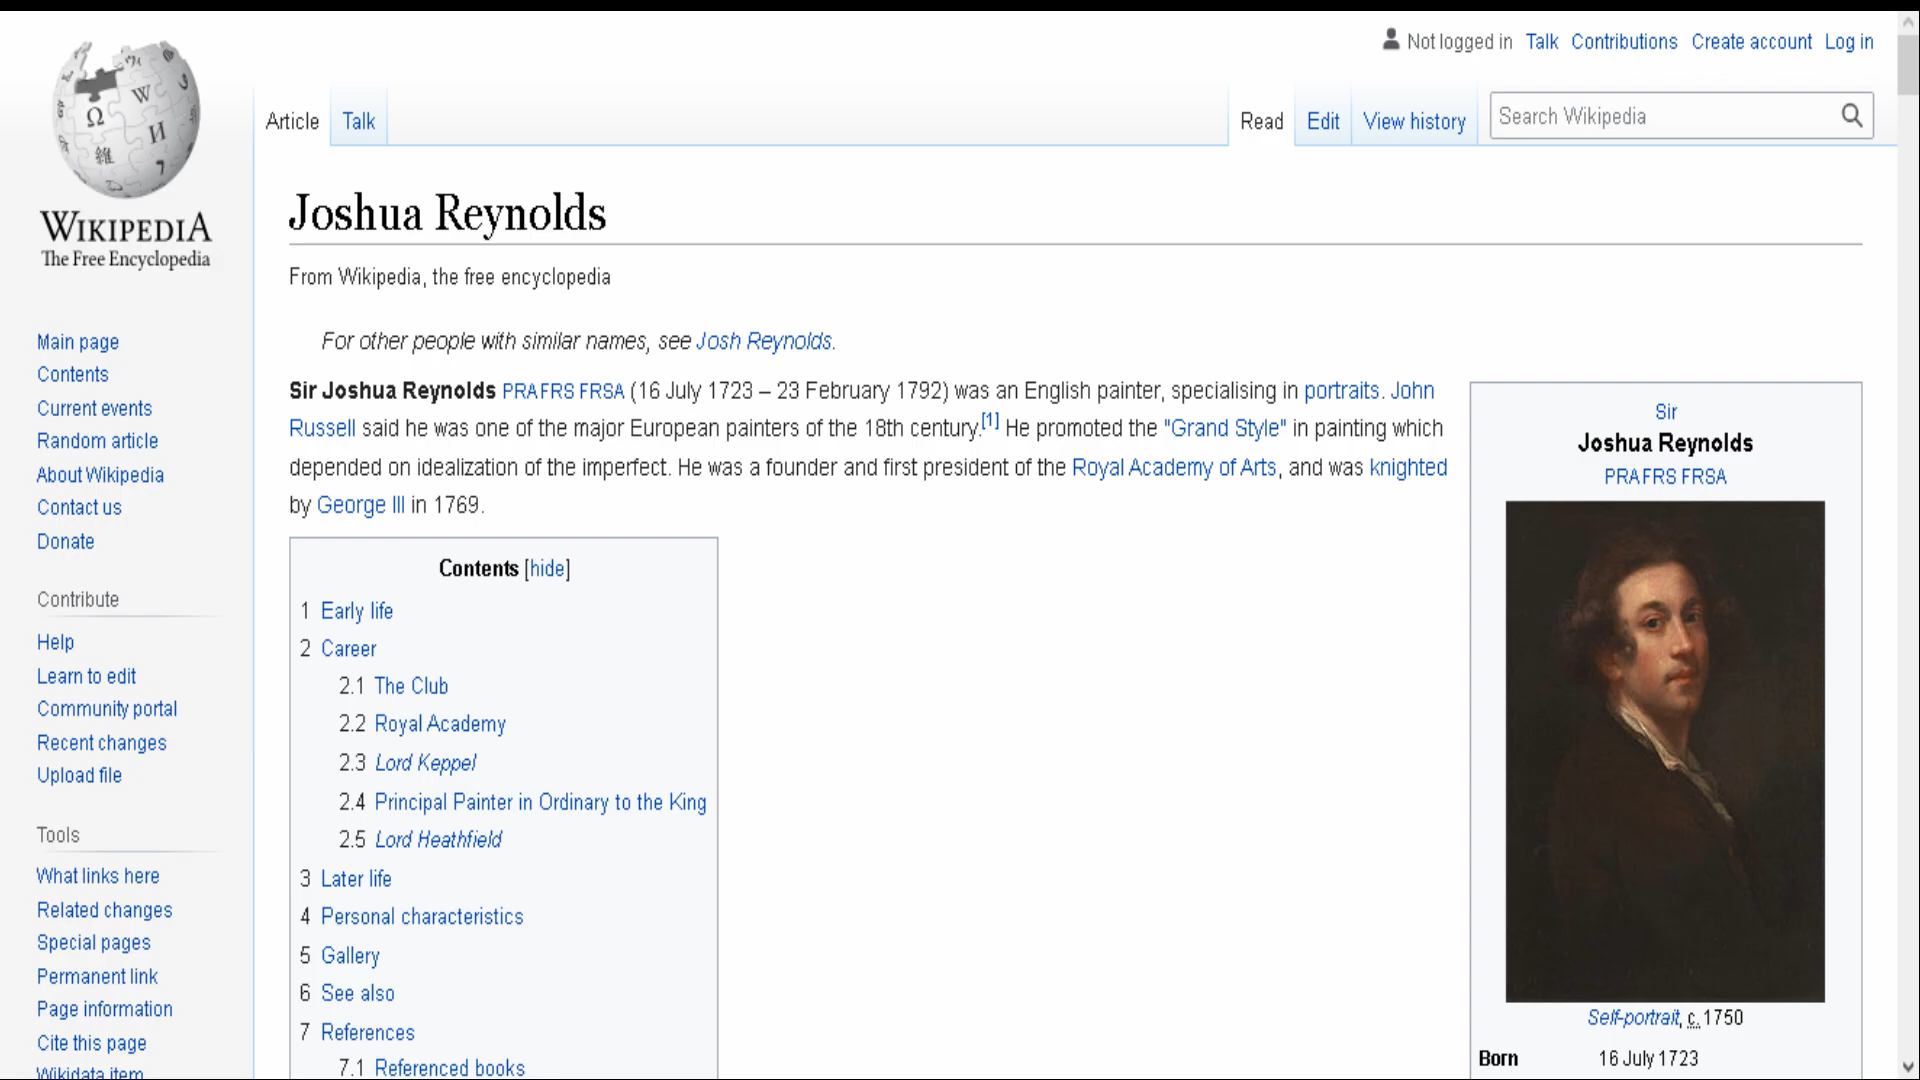 Not logged in Talk Contributions Create account Log in
Article Talk Read Edit View history Search Wikipedia
WIKIPEDIA
The Free Encyclopedia
Main page
Contents
Current events
Random article
About Wikipedia
Contact us
Donate
Contribute
Help
Learn to edit
Community portal
Recent changes
Upload file
Tools
What links here
Related changes
Special pages
Permanent link
Page information
Cite this page
Wikidata item
Joshua Reynolds
From Wikipedia, the free encyclopedia
For other people with similar names, see Josh Reynolds.
Sir Joshua Reynolds PRA FRS FRSA (16 July 1723 – 23 February 1792) was an English painter, specialising in portraits. John
Russell said he was one of the major European painters of the 18th century.[1] He promoted the "Grand Style" in painting which
depended on idealization of the imperfect. He was a founder and first president of the Royal Academy of Arts, and was knighted
by George III in 1769.
Contents [hide]
1 Early life
2 Career
2.1 The Club
2.2 Royal Academy
2.3 Lord Keppel
2.4 Principal Painter in Ordinary to the King
2.5 Lord Heathfield
3 Later life
4 Personal characteristics
5 Gallery
6 See also
7 References
7.1 Referenced books
Sir
Joshua Reynolds
PRA FRS FRSA
Self-portrait, c. 1750
Born 16 July 1723